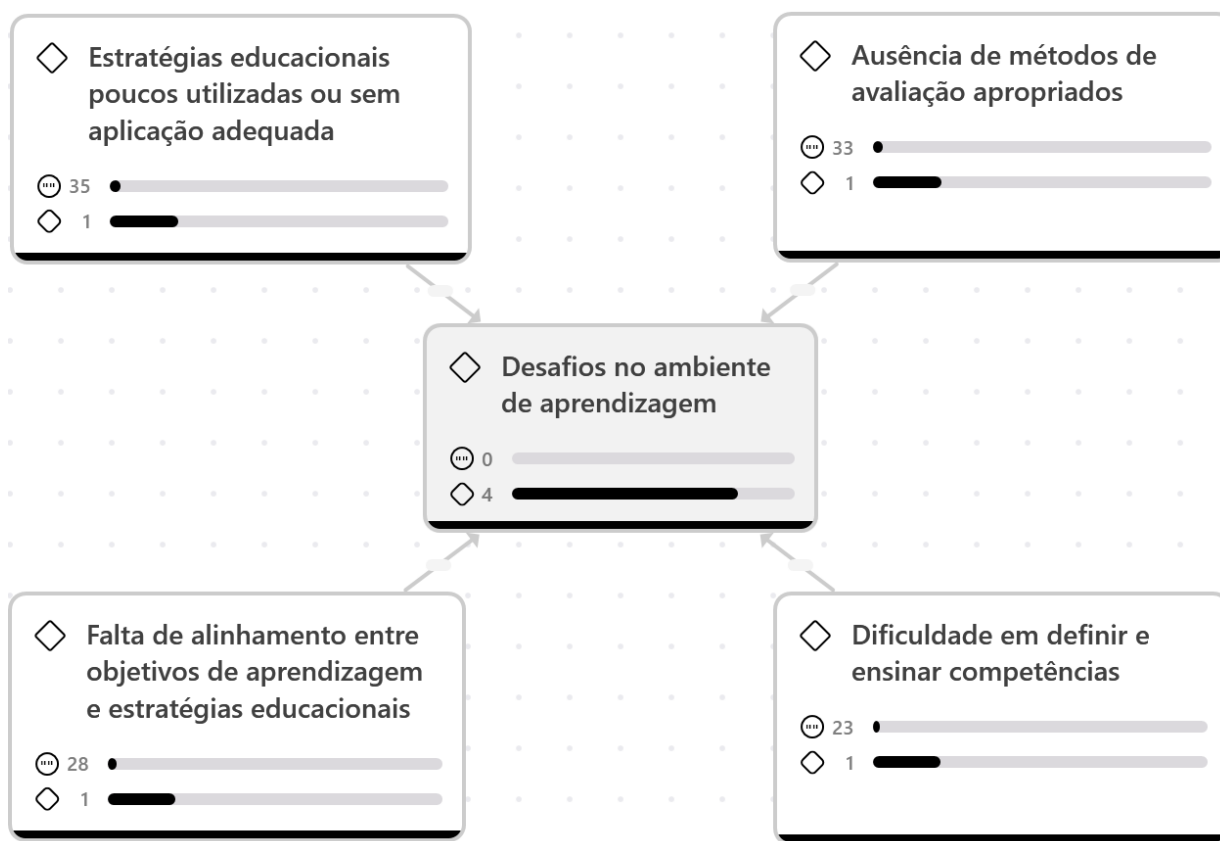 Estratégias educacionais
poucos utilizadas ou sem
aplicação adequada
35
1
Ausência de métodos de
avaliação apropriados
33
1
Desafios no ambiente
de aprendizagem
0
4
Falta de alinhamento entre
objetivos de aprendizagem
e estratégias educacionais
28
1
Dificuldade em definir e
ensinar competências
23
1